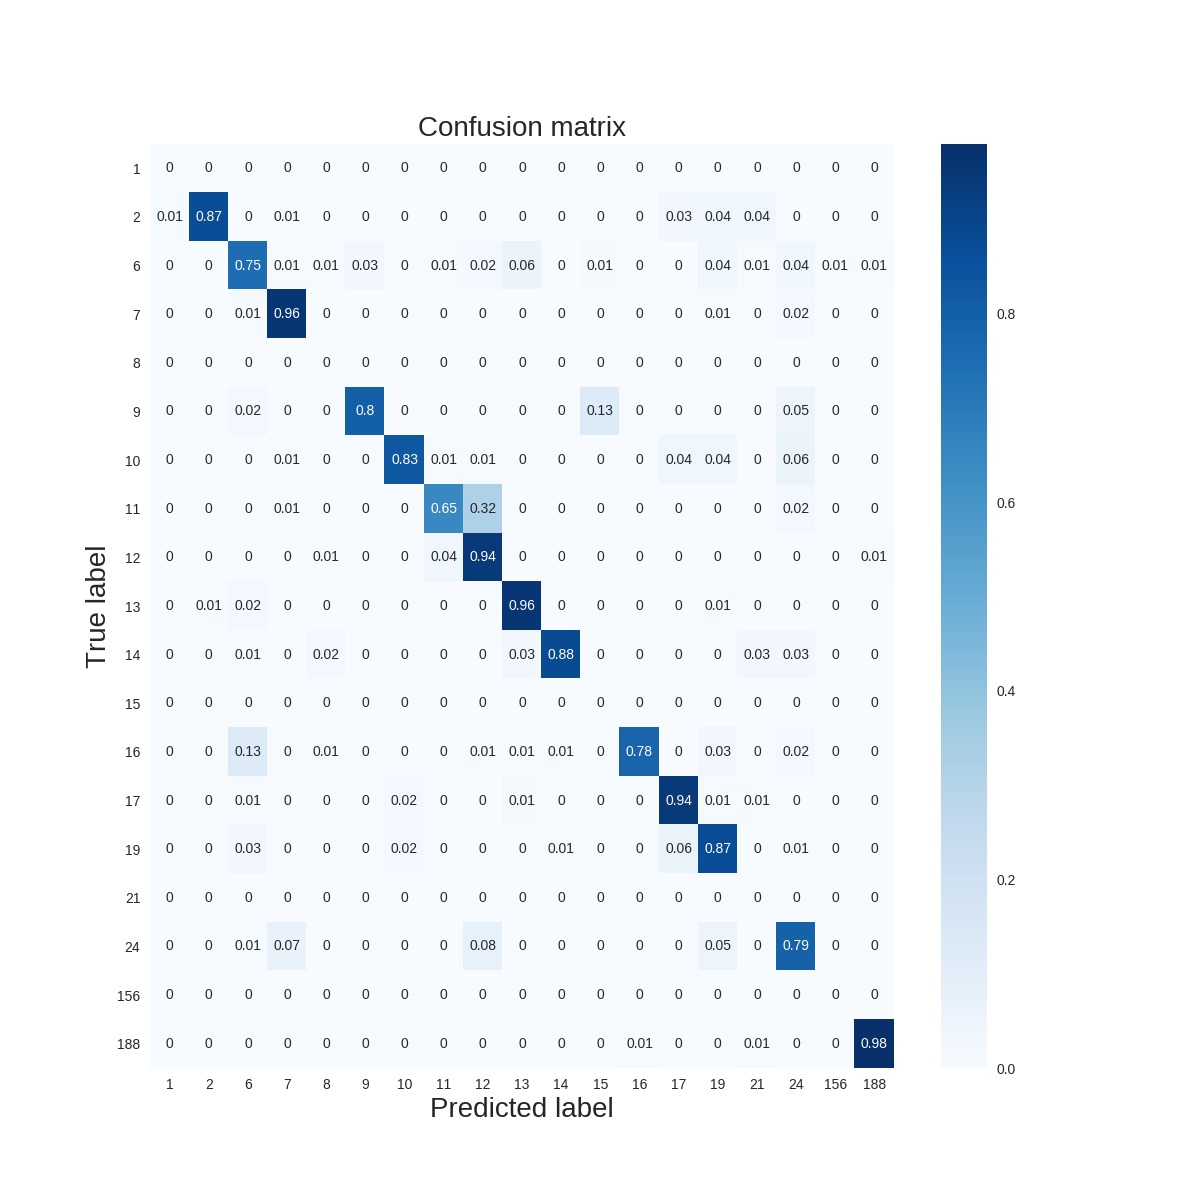 Confusion matrix
1 0 0 0 0 0 0 0 0 0 0 0 0 0 0 0 0 0 0 0
2 0.01 0.87 0 0.01 0 0 0 0 0 0 0 0 0 0.03 0.04 0.04 0 0 0
6 0 0 0.75 0.01 0.01 0.03 0 0.01 0.02 0.06 0 0.01 0 0 0.04 0.01 0.04 0.01 0.01
7 0 0 0.01 0.96 0 0 0 0 0 0 0 0 0 0 0.01 0 0.02 0 0
0.8
8 0 0 0 0 0 0 0 0 0 0 0 0 0 0 0 0 0 0 0
9 0 0 0.02 0 0 0.8 0 0 0 0 0 0.13 0 0 0 0 0.05 0 0
10 0 0 0 0.01 0 0 0.83 0.01 0.01 0 0 0 0 0.04 0.04 0 0.06 0 0
0.6
11 0 0 0 0.01 0 0 0 0.65 0.32 0 0 0 0 0 0 0 0.02 0 0
12 0 0 0 0 0.01 0 0 0.04 0.94 0 0 0 0 0 0 0 0 0 0.01
13 0 0.01 0.02 0 0 0 0 0 0 0.96 0 0 0 0 0.01 0 0 0 0
True label
14 0 0 0.01 0 0.02 0 0 0 0 0.03 0.88 0 0 0 0 0.03 0.03 0 0
0.4
15 0 0 0 0 0 0 0 0 0 0 0 0 0 0 0 0 0 0 0
16 0 0 0.13 0 0.01 0 0 0 0.01 0.01 0.01 0 0.78 0 0.03 0 0.02 0 0
17 0 0 0.01 0 0 0 0.02 0 0 0.01 0 0 0 0.94 0.01 0.01 0 0 0
19 0 0 0.03 0 0 0 0.02 0 0 0 0.01 0 0 0.06 0.87 0 0.01 0 0
0.2
21 0 0 0 0 0 0 0 0 0 0 0 0 0 0 0 0 0 0 0
24 0 0 0.01 0.07 0 0 0 0 0.08 0 0 0 0 0 0.05 0 0.79 0 0
156 0 0 0 0 0 0 0 0 0 0 0 0 0 0 0 0 0 0 0
188 0 0 0 0 0 0 0 0 0 0 0 0 0.01 0 0 0.01 0 0 0.98
0.0
1 2 6 7 8 9 10 11 12 13 14 15 16 17 19 21 24 156 188
Predicted label